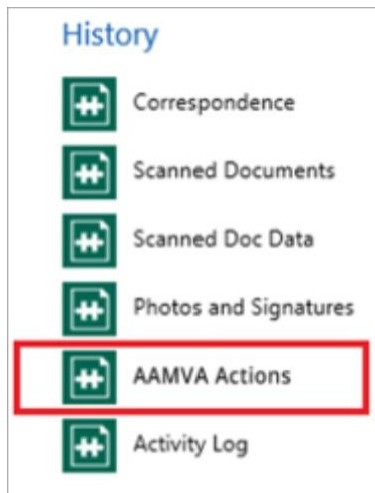 History
Correspondence
Scanned Documents
Scanned Doc Data
Photos and Signatures
AAMVA Actions
Activity Log